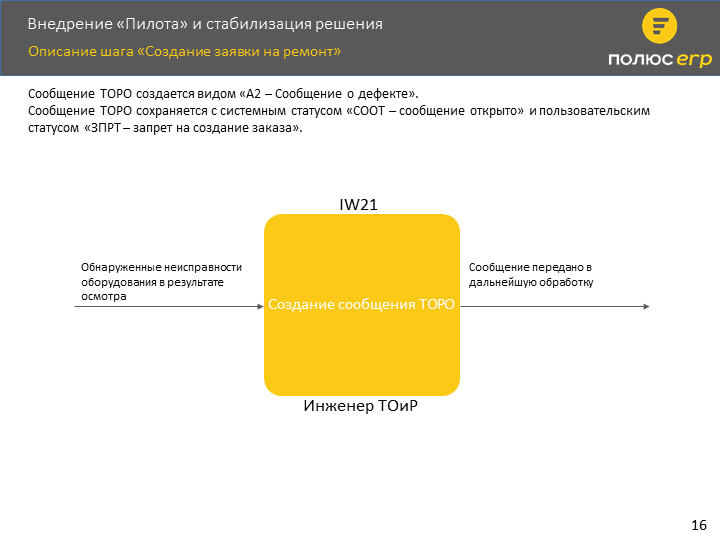 Внедрение «Пилота» и стабилизация решения
Описание шага «Создание заявки на ремонт»
ПОЛЮС erp
Сообщение ТОРО создается видом «A2 – Сообщение о дефекте».
Сообщение ТОРО сохраняется с системным статусом «СООТ – сообщение открыто» и пользовательским
статусом «ЗПРТ – запрет на создание заказа».
IW21
Обнаруженные неисправности
оборудования в результате
осмотра
Создание сообщения ТОРО
Сообщение передано в
дальнейшую обработку
Инженер ТОиР
16